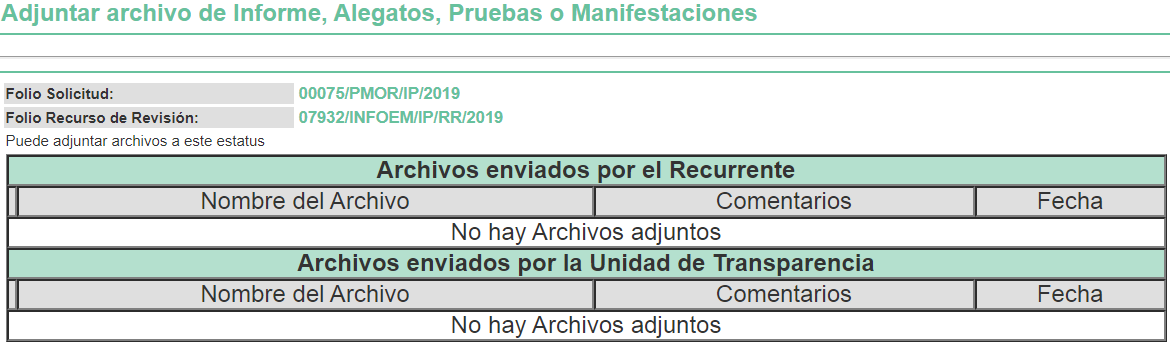 Adjuntar archivo de Informe, Alegatos, Pruebas o Manifestaciones
Folio Solicitud: 00075/PMOR/IP/2019
Folio Recurso de Revisión: 07932/INFOEM/IP/RR/2019
Puede adjuntar archivos a este estatus
Archivos enviados por el Recurrente
Nombre del Archivo Comentarios Fecha
No hay Archivos adjuntos
Archivos enviados por la Unidad de Transparencia
Nombre del Archivo Comentarios Fecha
No hay Archivos adjuntos